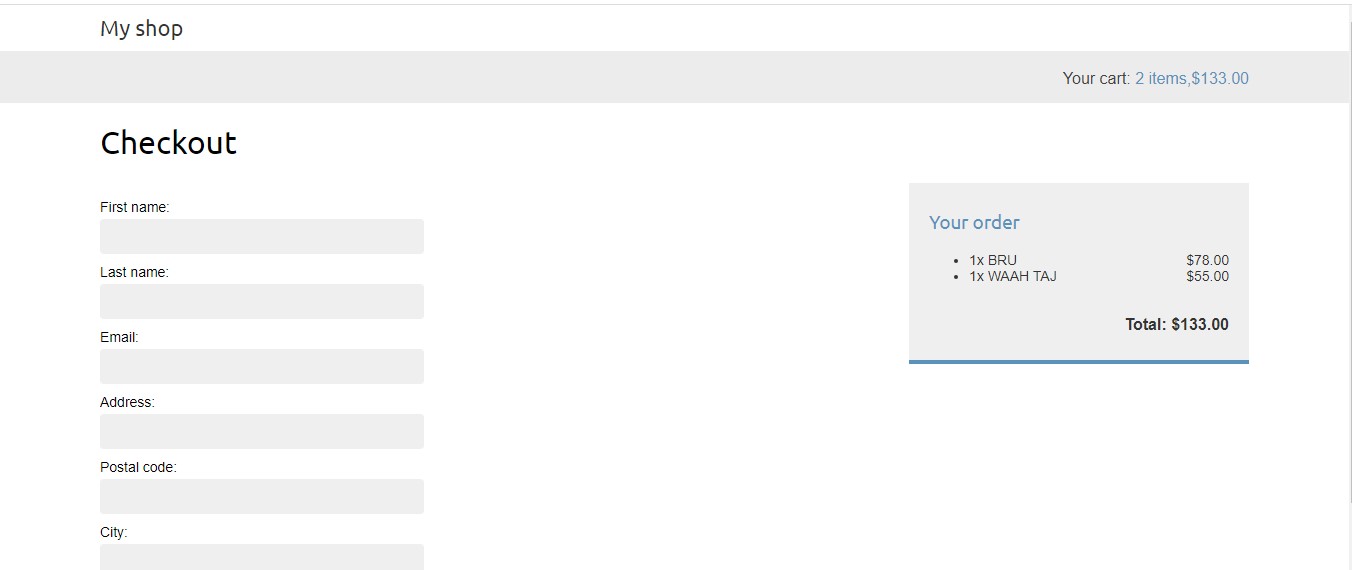 My shop
Your cart: 2 items,$133.00
Checkout
First name:
Last name:
Email:
Address:
Postal code:
City:
Your order
1x BRU $78.00
1x WAAH TAJ $55.00
Total: $133.00